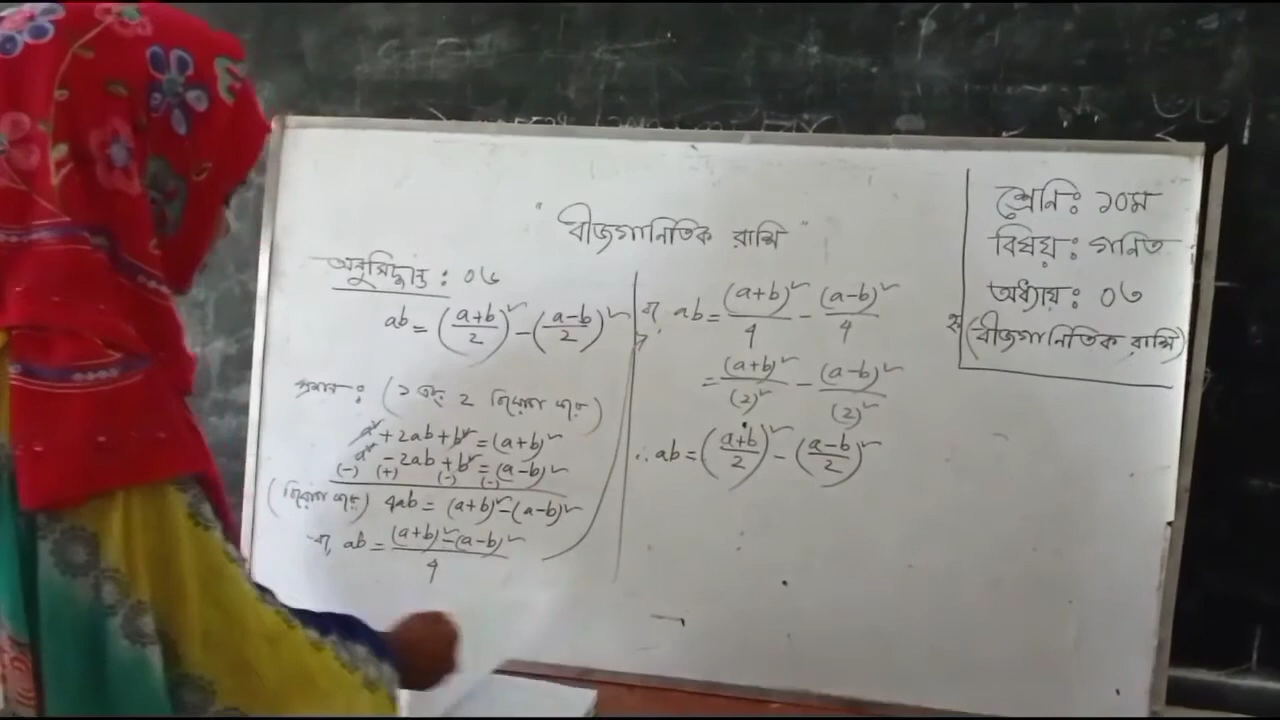 " বীজগানিতিক রাশি "
শ্রেনিঃ ১০ম
বিষয়ঃ গনিত
অধ্যায়ঃ ০৩
(বীজগানিতিক রাশি)
অনুসিদ্ধান্তঃ ০৬
ab = ((a+b)/2)² - ((a-b)/2)²
প্রমানঃ (১ এবং 2 বিয়োগ করে)
a² + 2ab + b² = (a+b)²
a² - 2ab + b² = (a-b)²
(-) (+) (-) (-)
(বিয়োগ করে) 4ab = (a+b)² - (a-b)²
বা, ab = ((a+b)² - (a-b)²)/4
বা, ab = (a+b)²/4 - (a-b)²/4
= (a+b)²/(2)² - (a-b)²/(2)²
∴ ab = ((a+b)/2)² - ((a-b)/2)²